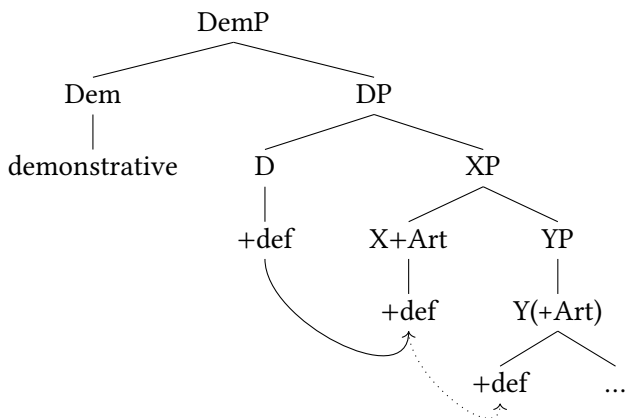 DemP
Dem DP
demonstrative D XP
+def X+Art YP
+def Y(+Art)
+def ...